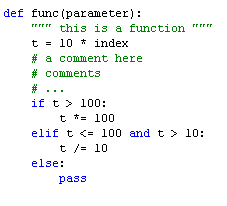 def func(parameter):
    """ this is a function """
    t = 10 * index
    # a comment here
    # comments
    # ...
    if t > 100:
        t *= 100
    elif t <= 100 and t > 10:
        t /= 10
    else:
        pass